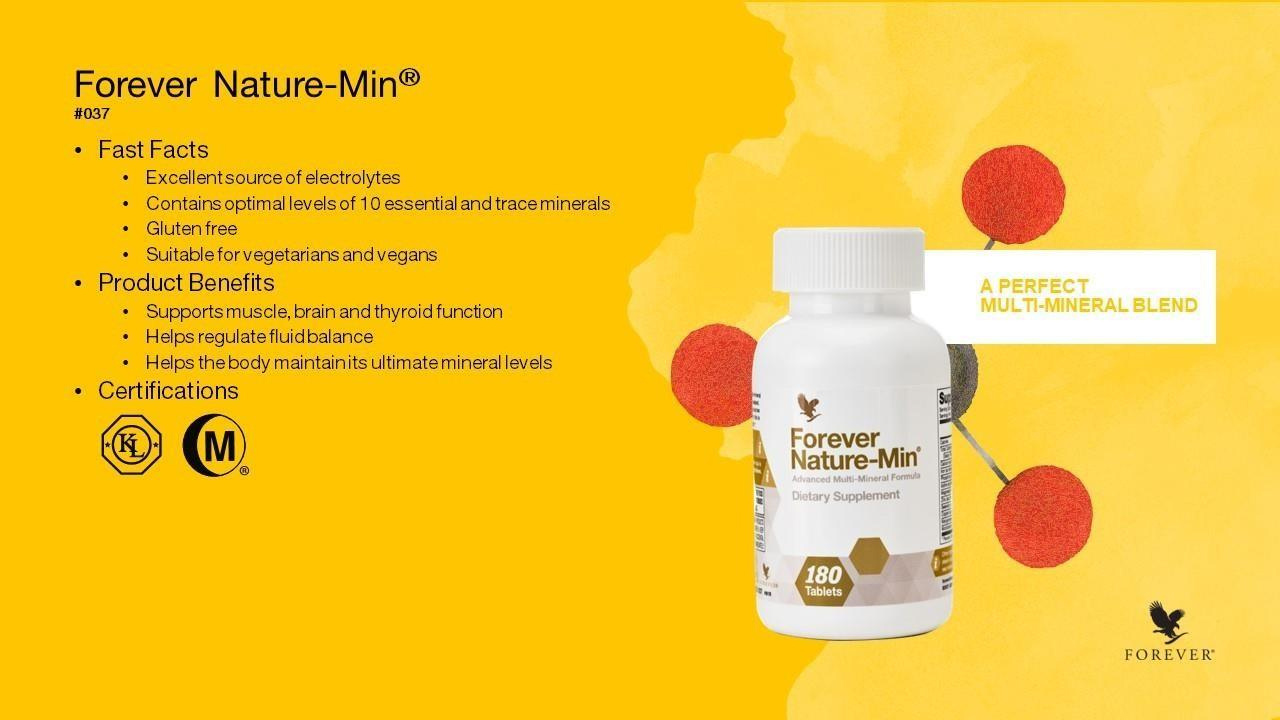 Forever Nature-Min®
#037
• Fast Facts
• Excellent source of electrolytes
• Contains optimal levels of 10 essential and trace minerals
• Gluten free
• Suitable for vegetarians and vegans
• Product Benefits
• Supports muscle, brain and thyroid function
• Helps regulate fluid balance
• Helps the body maintain its ultimate mineral levels
• Certifications
KL
M®
A PERFECT
MULTI-MINERAL BLEND
Forever
Nature-Min®
Advanced Multi-Mineral Formula
Dietary Supplement
180
Tablets
FOREVER®